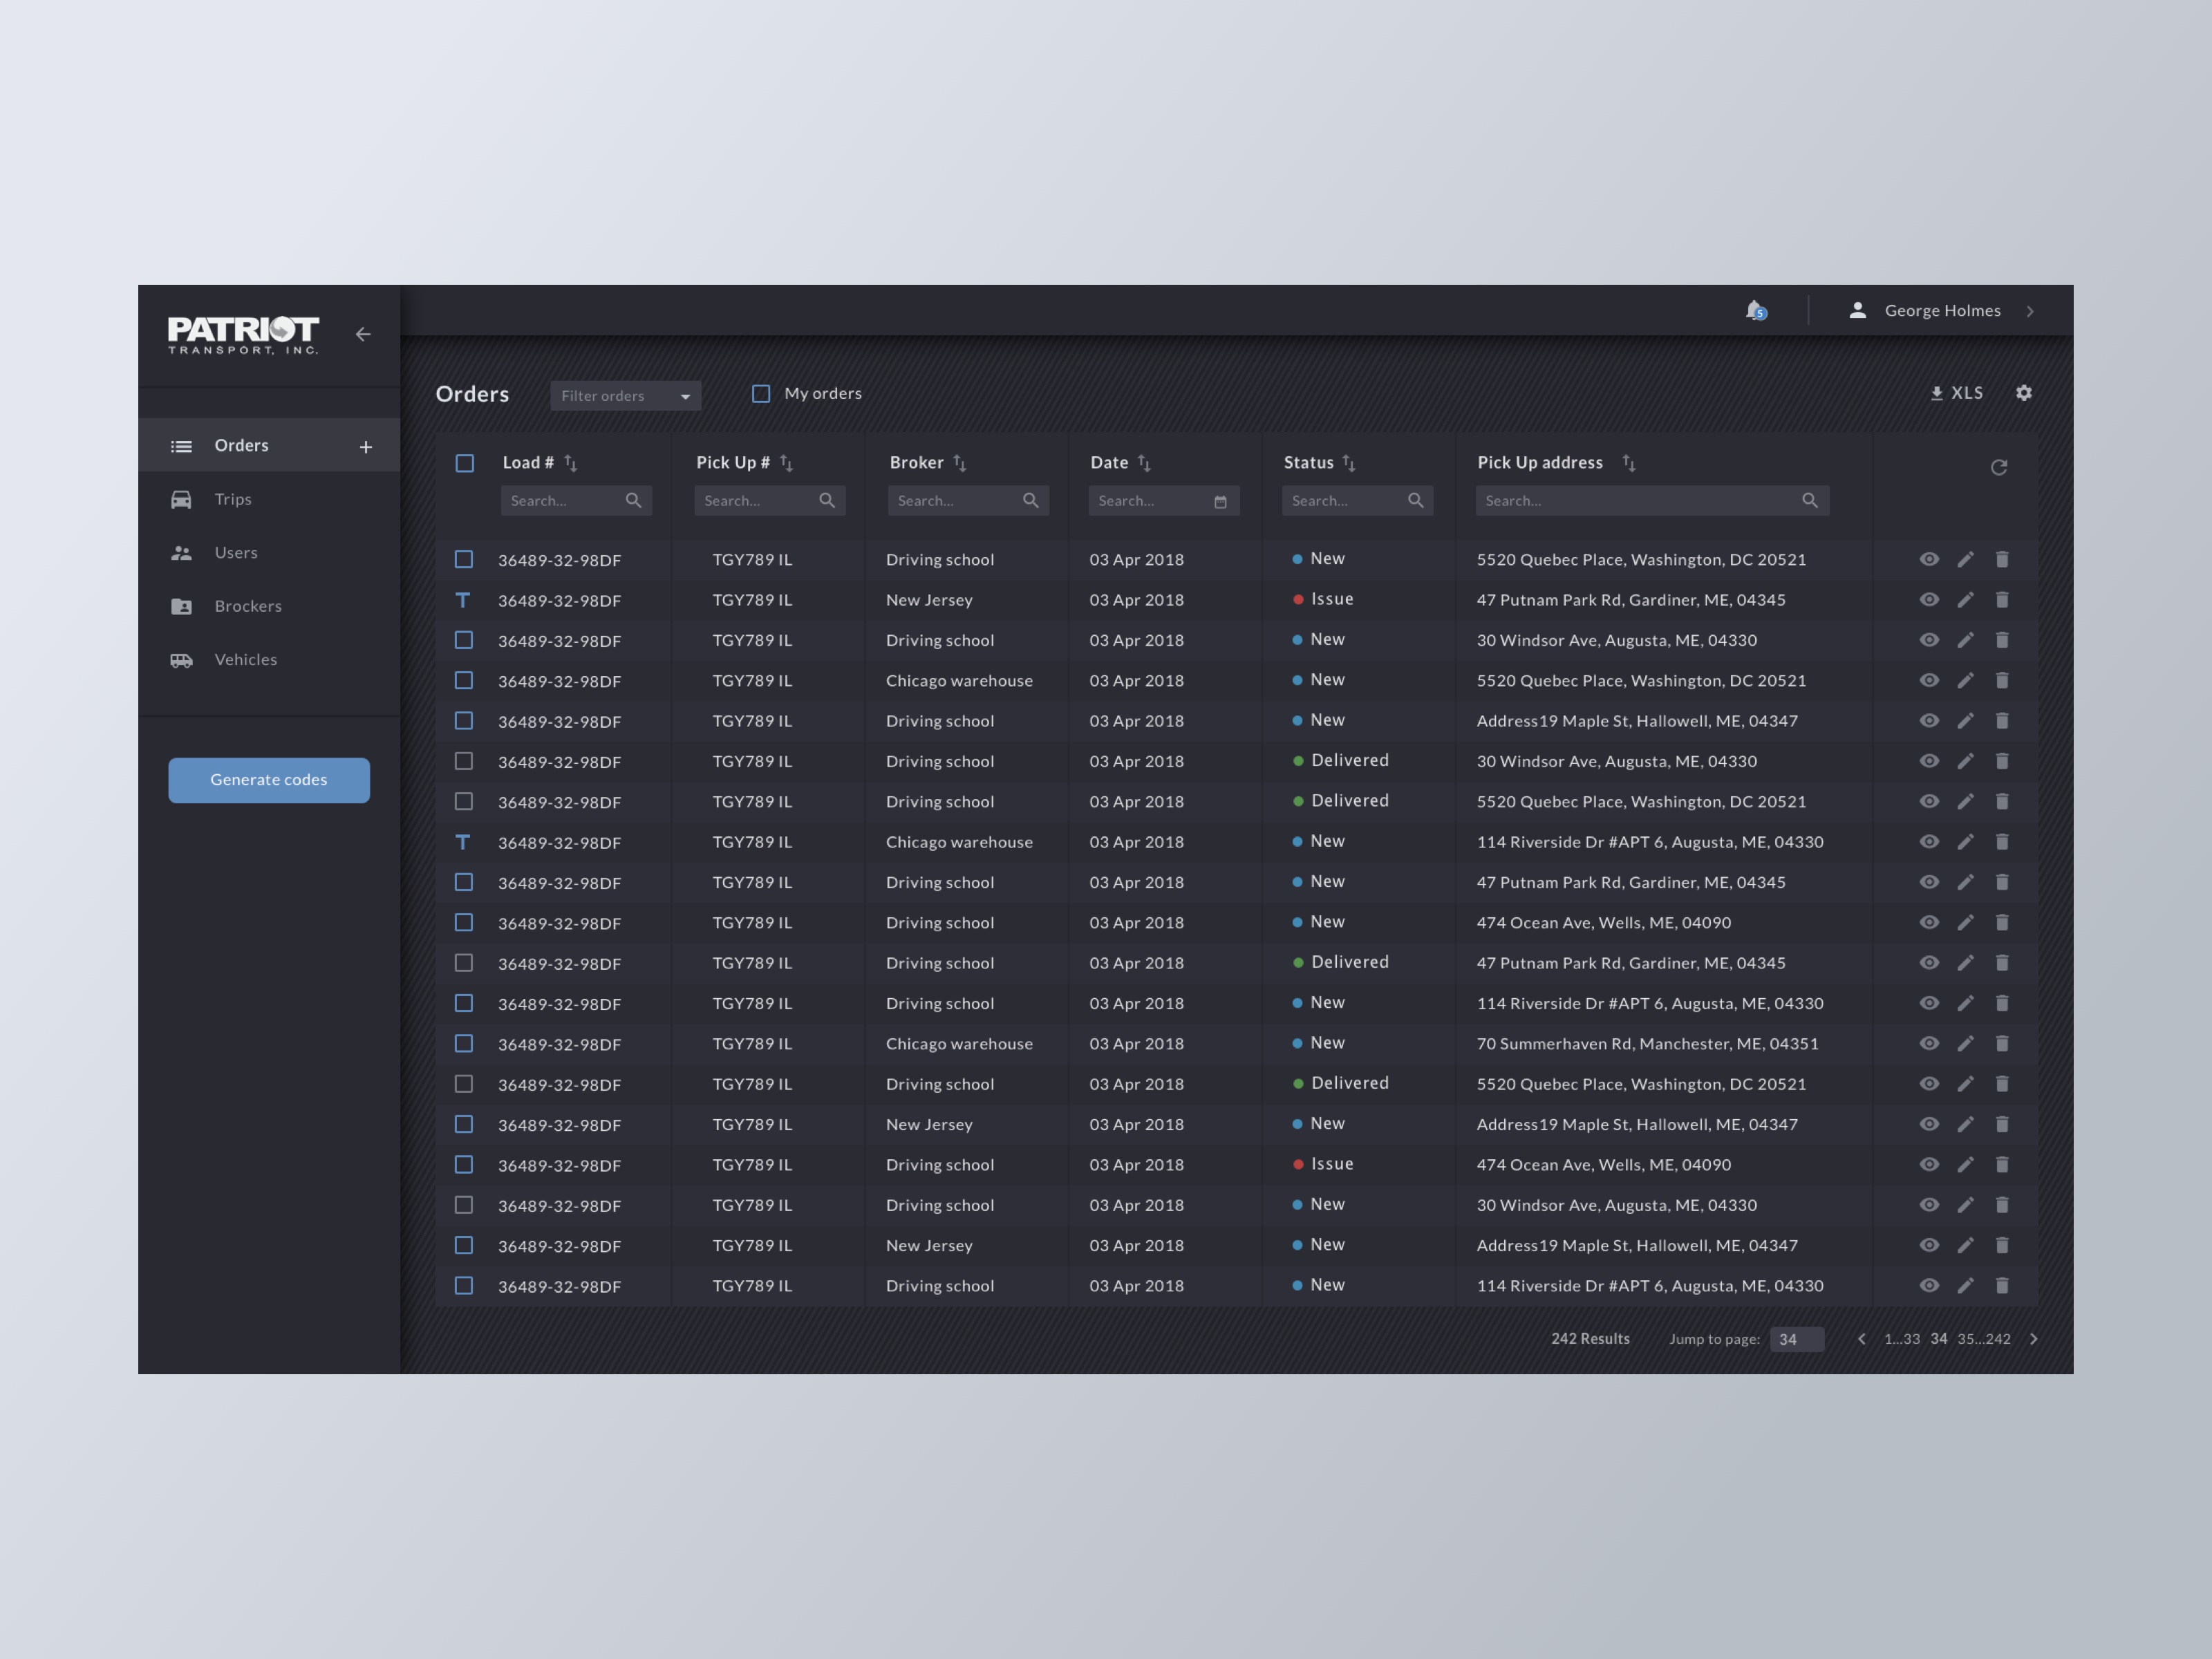 PATRIOT
TRANSPORT, INC.
5
George Holmes
Orders
Filter orders
My orders
XLS
Orders
Trips
Users
Brockers
Vehicles
Generate codes
Load # Pick Up # Broker Date Status Pick Up address
Search... Search... Search... Search... Search... Search...
36489-32-98DF TGY789 IL Driving school 03 Apr 2018 New 5520 Quebec Place, Washington, DC 20521
T 36489-32-98DF TGY789 IL New Jersey 03 Apr 2018 Issue 47 Putnam Park Rd, Gardiner, ME, 04345
36489-32-98DF TGY789 IL Driving school 03 Apr 2018 New 30 Windsor Ave, Augusta, ME, 04330
36489-32-98DF TGY789 IL Chicago warehouse 03 Apr 2018 New 5520 Quebec Place, Washington, DC 20521
36489-32-98DF TGY789 IL Driving school 03 Apr 2018 New Address19 Maple St, Hallowell, ME, 04347
36489-32-98DF TGY789 IL Driving school 03 Apr 2018 Delivered 30 Windsor Ave, Augusta, ME, 04330
36489-32-98DF TGY789 IL Driving school 03 Apr 2018 Delivered 5520 Quebec Place, Washington, DC 20521
T 36489-32-98DF TGY789 IL Chicago warehouse 03 Apr 2018 New 114 Riverside Dr #APT 6, Augusta, ME, 04330
36489-32-98DF TGY789 IL Driving school 03 Apr 2018 New 47 Putnam Park Rd, Gardiner, ME, 04345
36489-32-98DF TGY789 IL Driving school 03 Apr 2018 New 474 Ocean Ave, Wells, ME, 04090
36489-32-98DF TGY789 IL Driving school 03 Apr 2018 Delivered 47 Putnam Park Rd, Gardiner, ME, 04345
36489-32-98DF TGY789 IL Driving school 03 Apr 2018 New 114 Riverside Dr #APT 6, Augusta, ME, 04330
36489-32-98DF TGY789 IL Chicago warehouse 03 Apr 2018 New 70 Summerhaven Rd, Manchester, ME, 04351
36489-32-98DF TGY789 IL Driving school 03 Apr 2018 Delivered 5520 Quebec Place, Washington, DC 20521
36489-32-98DF TGY789 IL New Jersey 03 Apr 2018 New Address19 Maple St, Hallowell, ME, 04347
36489-32-98DF TGY789 IL Driving school 03 Apr 2018 Issue 474 Ocean Ave, Wells, ME, 04090
36489-32-98DF TGY789 IL Driving school 03 Apr 2018 New 30 Windsor Ave, Augusta, ME, 04330
36489-32-98DF TGY789 IL New Jersey 03 Apr 2018 New Address19 Maple St, Hallowell, ME, 04347
36489-32-98DF TGY789 IL Driving school 03 Apr 2018 New 114 Riverside Dr #APT 6, Augusta, ME, 04330
242 Results Jump to page: 34 1...33 34 35...242